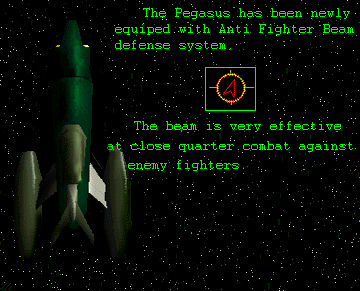 The Pegasus has been newly
equiped with Anti Fighter Beam
defense system.
The beam is very effective
at close quarter combat against
enemy fighters.